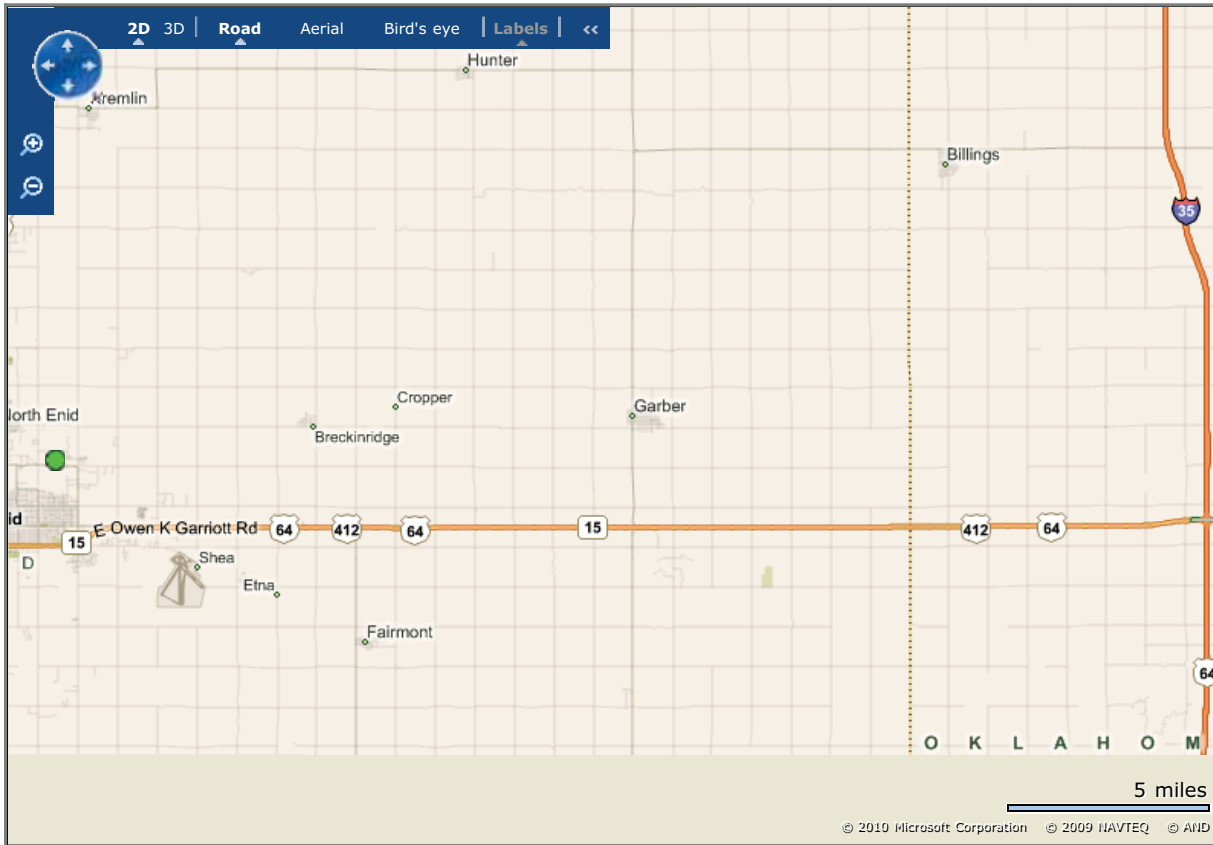 2D 3D Road Aerial Bird's eye Labels <<
Hunter
Kremlin
Billings
35
Cropper
Garber
North Enid
Breckinridge
id
15 E Owen K Garriott Rd 64 412 64 15 412 64
Shea
D
Etna
Fairmont
64
O K L A H O M
5 miles
© 2010 Microsoft Corporation © 2009 NAVTEQ © AND